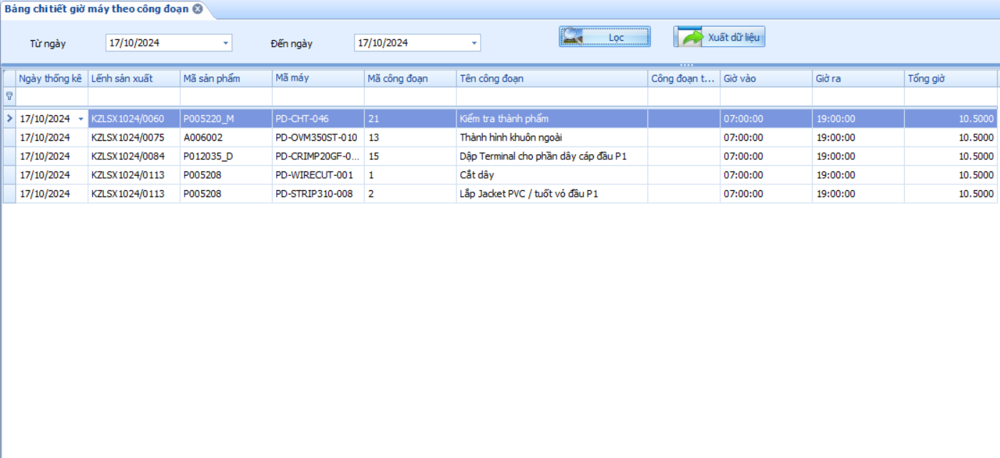 Bảng chi tiết giờ máy theo công đoạn
Từ ngày 17/10/2024 Đến ngày 17/10/2024 Lọc Xuất dữ liệu
Ngày thống kê Lệnh sản xuất Mã sản phẩm Mã máy Mã công đoạn Tên công đoạn Công đoạn t... Giờ vào Giờ ra Tổng giờ
17/10/2024 KZLSX1024/0060 P005220_M PD-CHT-046 21 Kiểm tra thành phẩm 07:00:00 19:00:00 10.5000
17/10/2024 KZLSX1024/0075 A006002 PD-OVM350ST-010 13 Thành hình khuôn ngoài 07:00:00 19:00:00 10.5000
17/10/2024 KZLSX1024/0084 P012035_D PD-CRIMP20GF-0... 15 Dập Terminal cho phần dây cáp đầu P1 07:00:00 19:00:00 10.5000
17/10/2024 KZLSX1024/0113 P005208 PD-WIRECUT-001 1 Cắt dây 07:00:00 19:00:00 10.5000
17/10/2024 KZLSX1024/0113 P005208 PD-STRIP310-008 2 Lắp Jacket PVC / tuốt vỏ đầu P1 07:00:00 19:00:00 10.5000